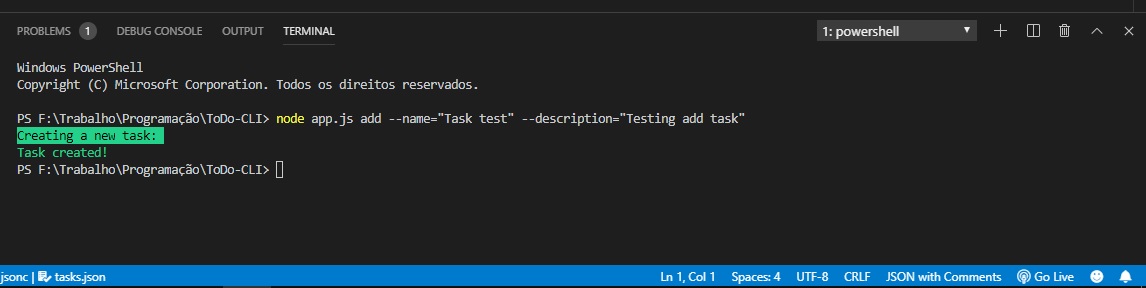 PROBLEMS 1 DEBUG CONSOLE OUTPUT TERMINAL 1: powershell
Windows PowerShell
Copyright (C) Microsoft Corporation. Todos os direitos reservados.
PS F:\Trabalho\Programação\ToDo-CLI> node app.js add --name="Task test" --description="Testing add task"
Creating a new task:
Task created!
PS F:\Trabalho\Programação\ToDo-CLI>
jsonc | tasks.json Ln 1, Col 1 Spaces: 4 UTF-8 CRLF JSON with Comments Go Live